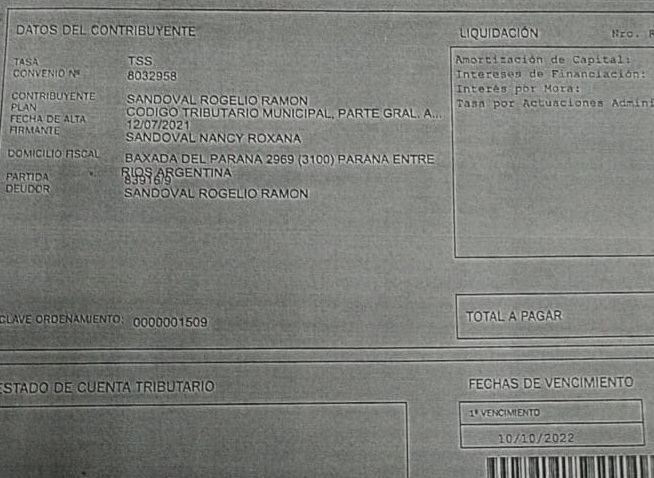 DATOS DEL CONTRIBUYENTE
TASA TSS
CONVENIO Nº 8032958
CONTRIBUYENTE SANDOVAL ROGELIO RAMON
PLAN CODIGO TRIBUTARIO MUNICIPAL, PARTE GRAL. A...
FECHA DE ALTA 12/07/2021
FIRMANTE SANDOVAL NANCY ROXANA
DOMICILIO FISCAL BAXADA DEL PARANA 2969 (3100) PARANA ENTRE
RIOS ARGENTINA
PARTIDA
DEUDOR SANDOVAL ROGELIO RAMON
CLAVE ORDENAMIENTO: 0000001509
LIQUIDACIÓN Nro.
Amortización de Capital:
Intereses de Financiación:
Interés por Mora:
Tasa por Actuaciones Admini
TOTAL A PAGAR
ESTADO DE CUENTA TRIBUTARIO
FECHAS DE VENCIMIENTO
1º VENCIMIENTO
10/10/2022